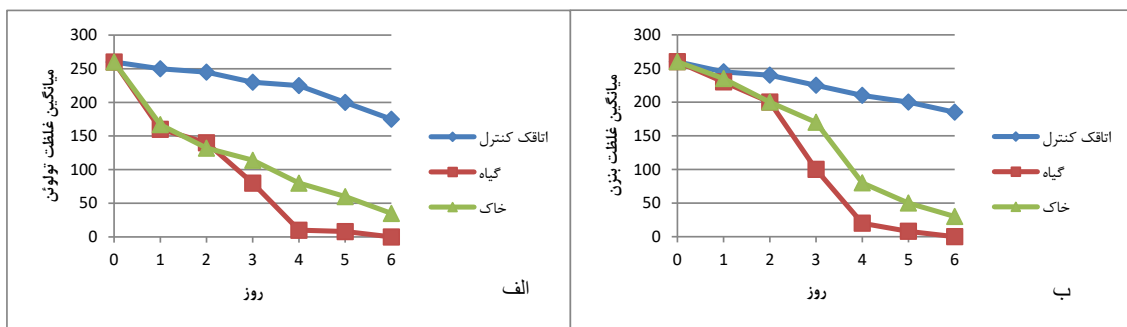 300
250
200
150
100
50
0
میانگین غلظت تولوئن
0 1 2 3 4 5 6
روز
اتاقک کنترل
گیاه
خاک
الف
300
250
200
150
100
50
0
میانگین غلظت بنزن
0 1 2 3 4 5 6
روز
اتاقک کنترل
گیاه
خاک
ب